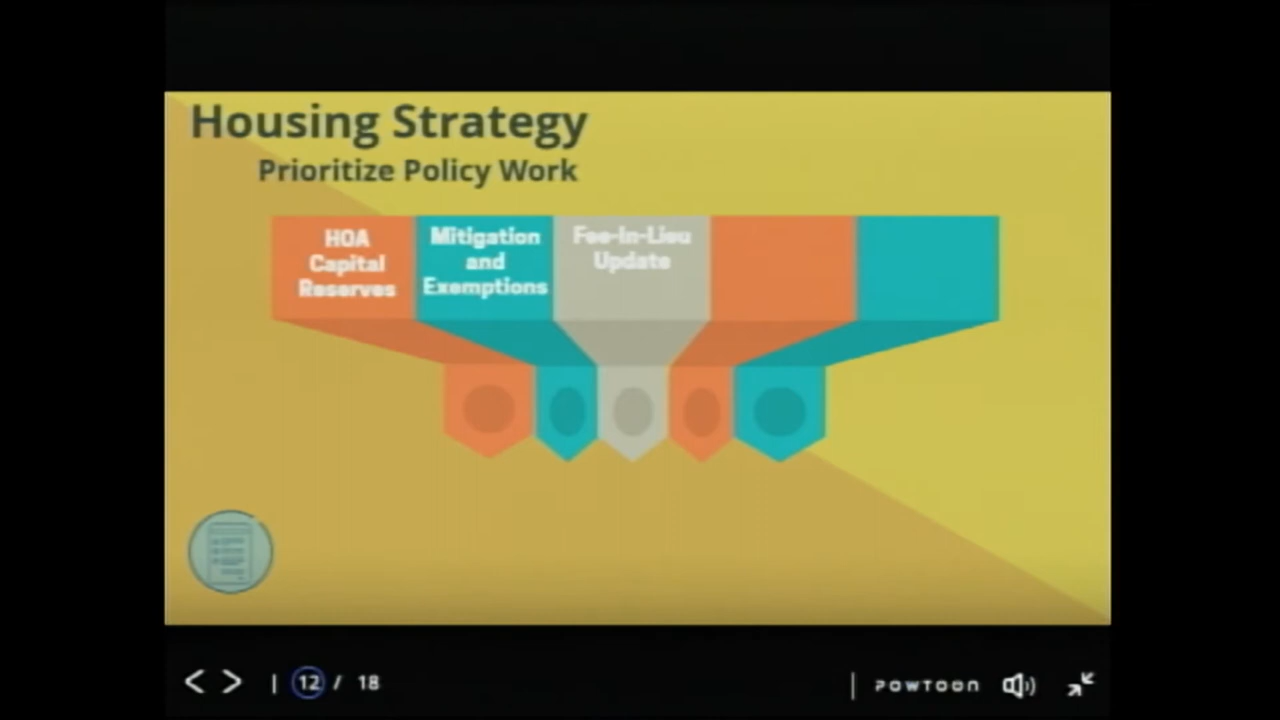 Housing Strategy
Prioritize Policy Work
HOA
Capital
Reserves
Mitigation
and
Exemptions
Fee-In-Lieu
Update
12 / 18
POWTOON